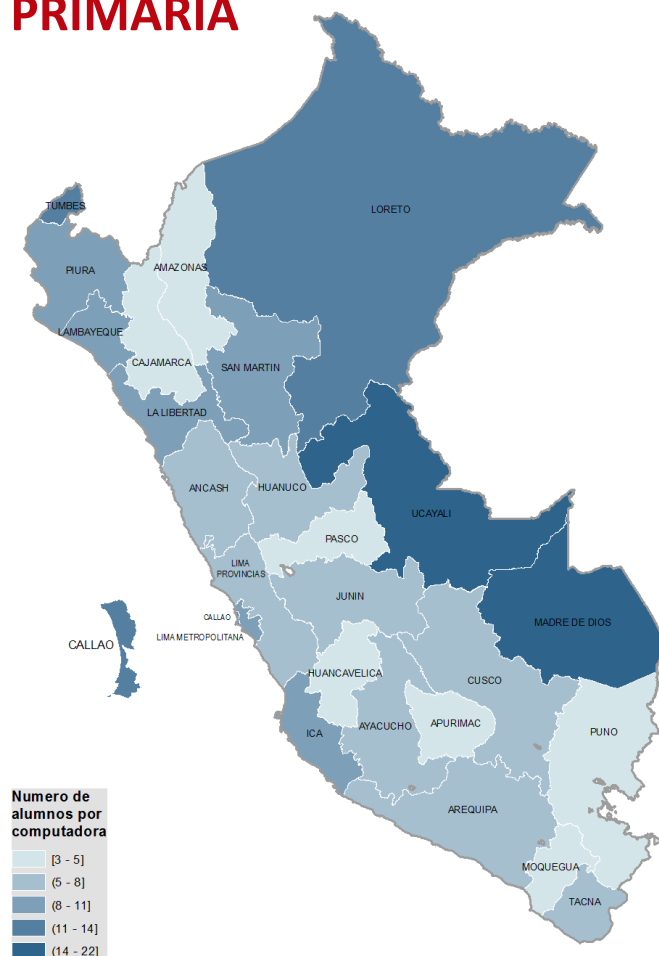 PRIMARIA
LORETO
TUMBES
PIURA
AMAZONAS
LAMBAYEQUE
CAJAMARCA
SAN MARTIN
LA LIBERTAD
ANCASH
HUANUCO
UCAYALI
PASCO
LIMA
PROVINCIAS
JUNIN
CALLAO
MADRE DE DIOS
LIMA METROPOLITANA
CALLAO
HUANCAVELICA
CUSCO
AYACUCHO
APURIMAC
PUNO
ICA
AREQUIPA
MOQUEGUA
TACNA
Numero de
alumnos por
computadora
[3 - 5]
(5 - 8]
(8 - 11]
(11 - 14]
(14 - 22]